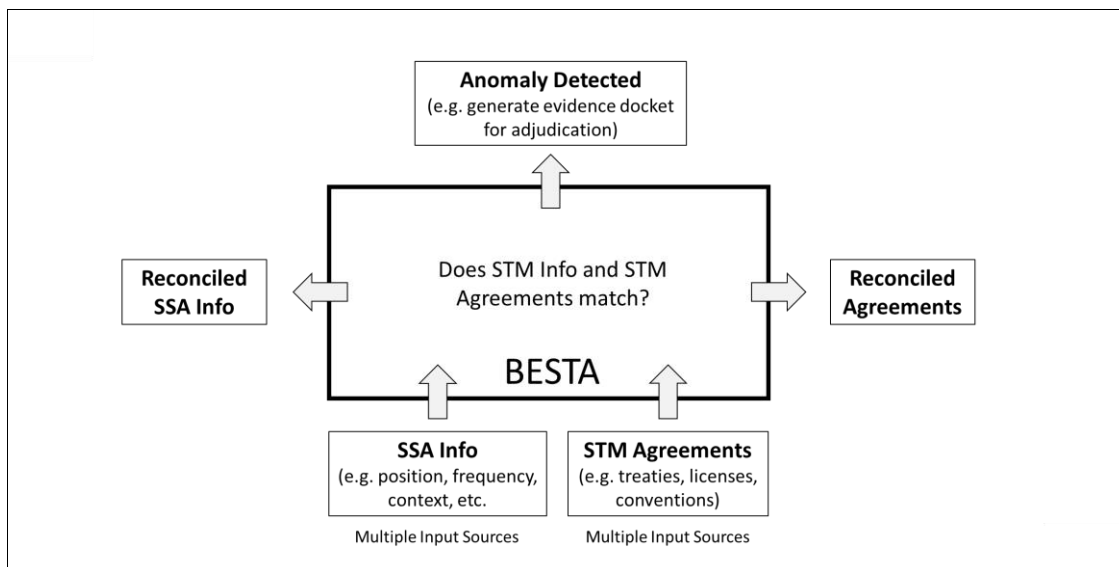 Anomaly Detected
(e.g. generate evidence docket
for adjudication)
Does STM Info and STM
Agreements match?
Reconciled
SSA Info
Reconciled
Agreements
BESTA
SSA Info
(e.g. position, frequency,
context, etc.
Multiple Input Sources
STM Agreements
(e.g. treaties, licenses,
conventions)
Multiple Input Sources